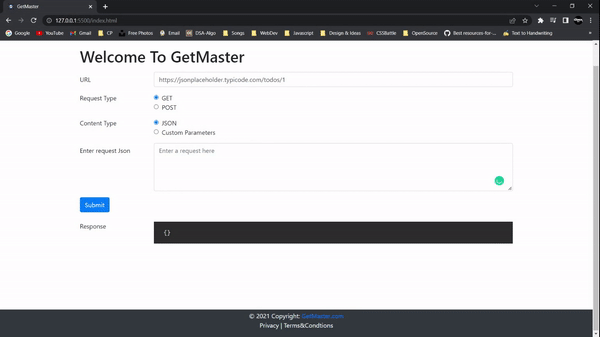 GetMaster
127.0.0.1:5500/index.html
Google YouTube Gmail CP Free Photos Email DSA-Algo Songs WebDev Javascript Design & Ideas CSSBattle OpenSource Best resources-for-... Text to Handwriting
Welcome To GetMaster
URL https://jsonplaceholder.typicode.com/todos/1
Request Type GET
POST
Content Type JSON
Custom Parameters
Enter request Json Enter a request here
Submit
Response {}
© 2021 Copyright: GetMaster.com
Privacy | Terms&Condtions